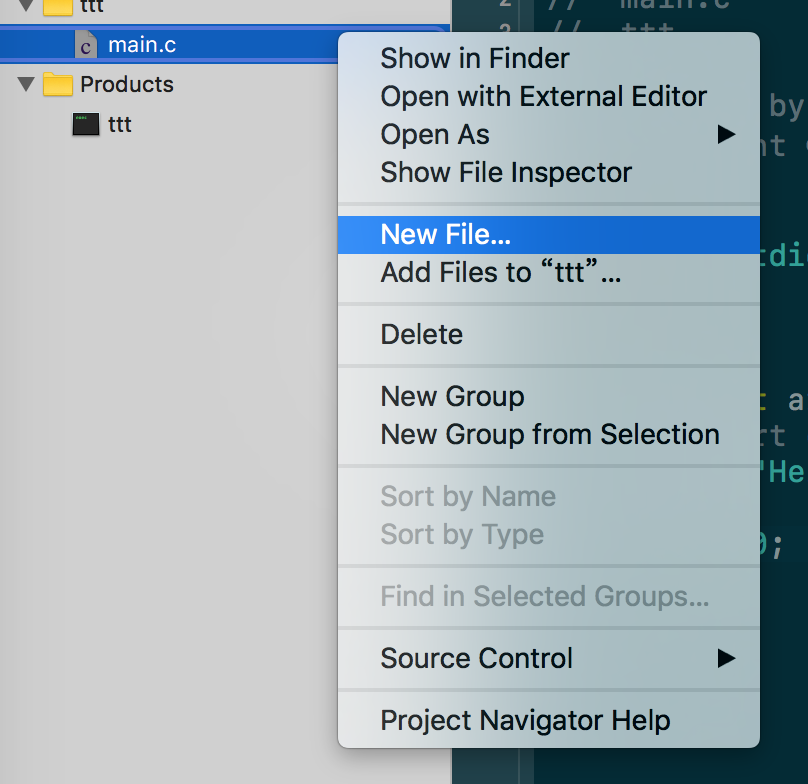 ttt
main.c
Products
ttt
Show in Finder
Open with External Editor
Open As
Show File Inspector
New File...
Add Files to “ttt”...
Delete
New Group
New Group from Selection
Sort by Name
Sort by Type
Find in Selected Groups...
Source Control
Project Navigator Help
2
// main.c
// ttt
by
"He
;